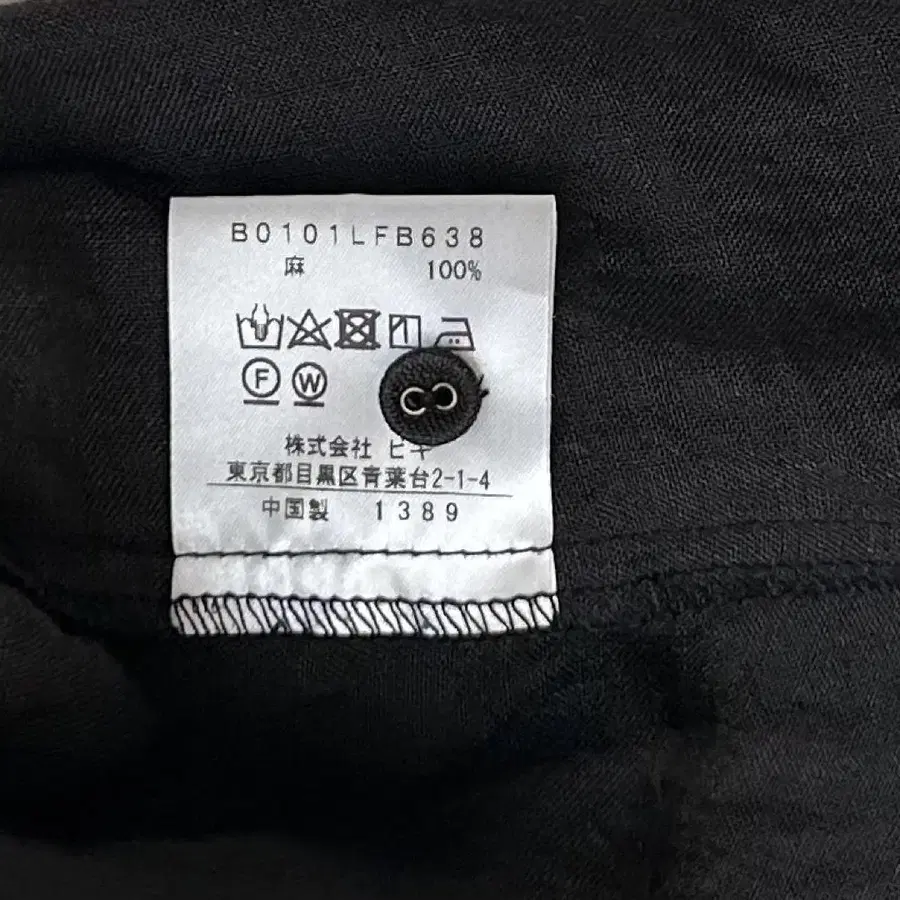 B0101LFB638
麻 100%
F W
株式会社 ビギ
東京都目黒区青葉台2-1-4
中国製 1389